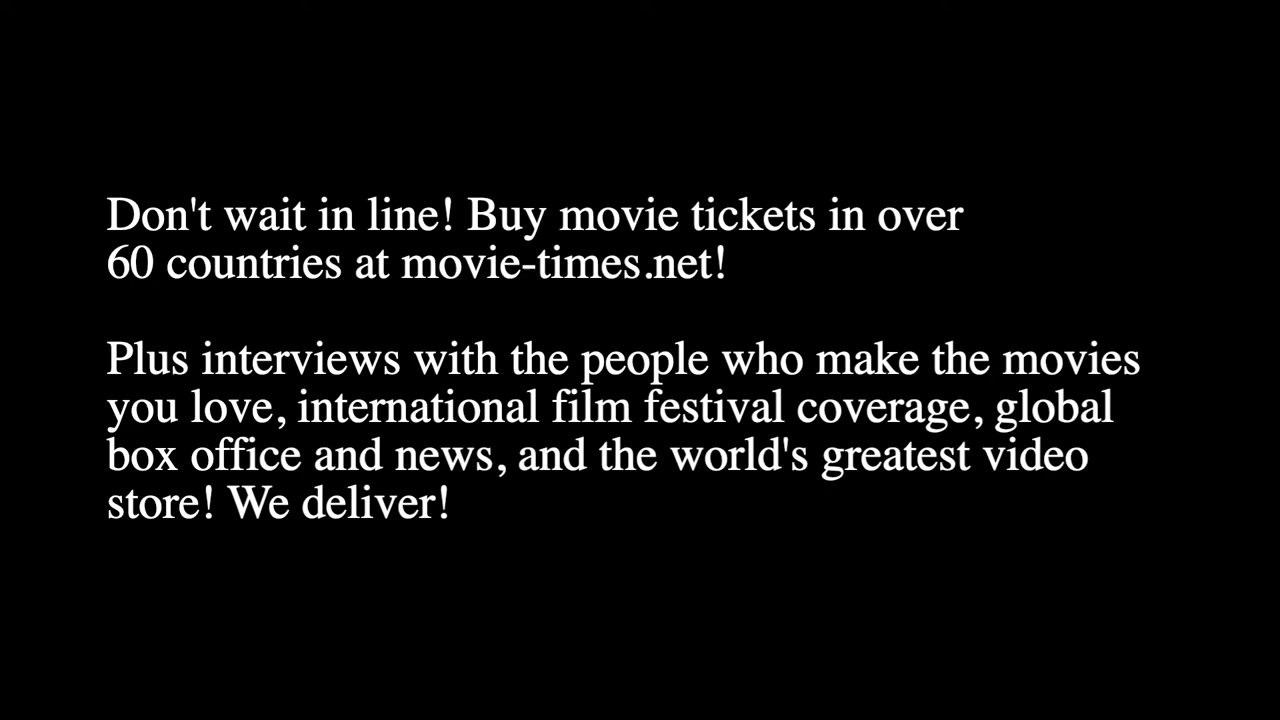 Don't wait in line! Buy movie tickets in over
60 countries at movie-times.net!
Plus interviews with the people who make the movies
you love, international film festival coverage, global
box office and news, and the world's greatest video
store! We deliver!